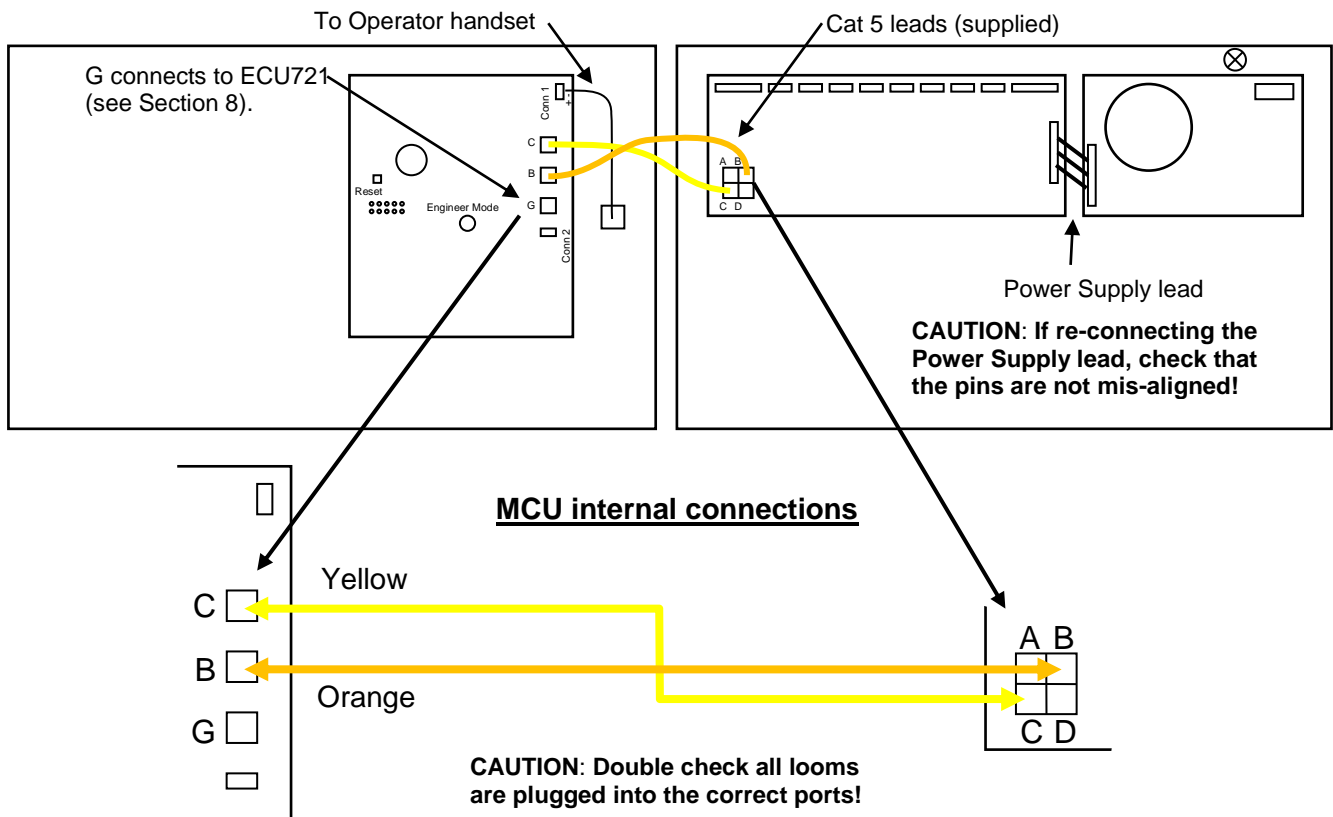 To Operator handset
Cat 5 leads (supplied)
G connects to ECU721
(see Section 8).
Conn 1
+ -
C
B
G
Reset
Engineer Mode
Conn 2
A B
C D
Power Supply lead
CAUTION: If re-connecting the
Power Supply lead, check that
the pins are not mis-aligned!
MCU internal connections
Yellow
C
B
Orange
G
A B
C D
CAUTION: Double check all looms
are plugged into the correct ports!